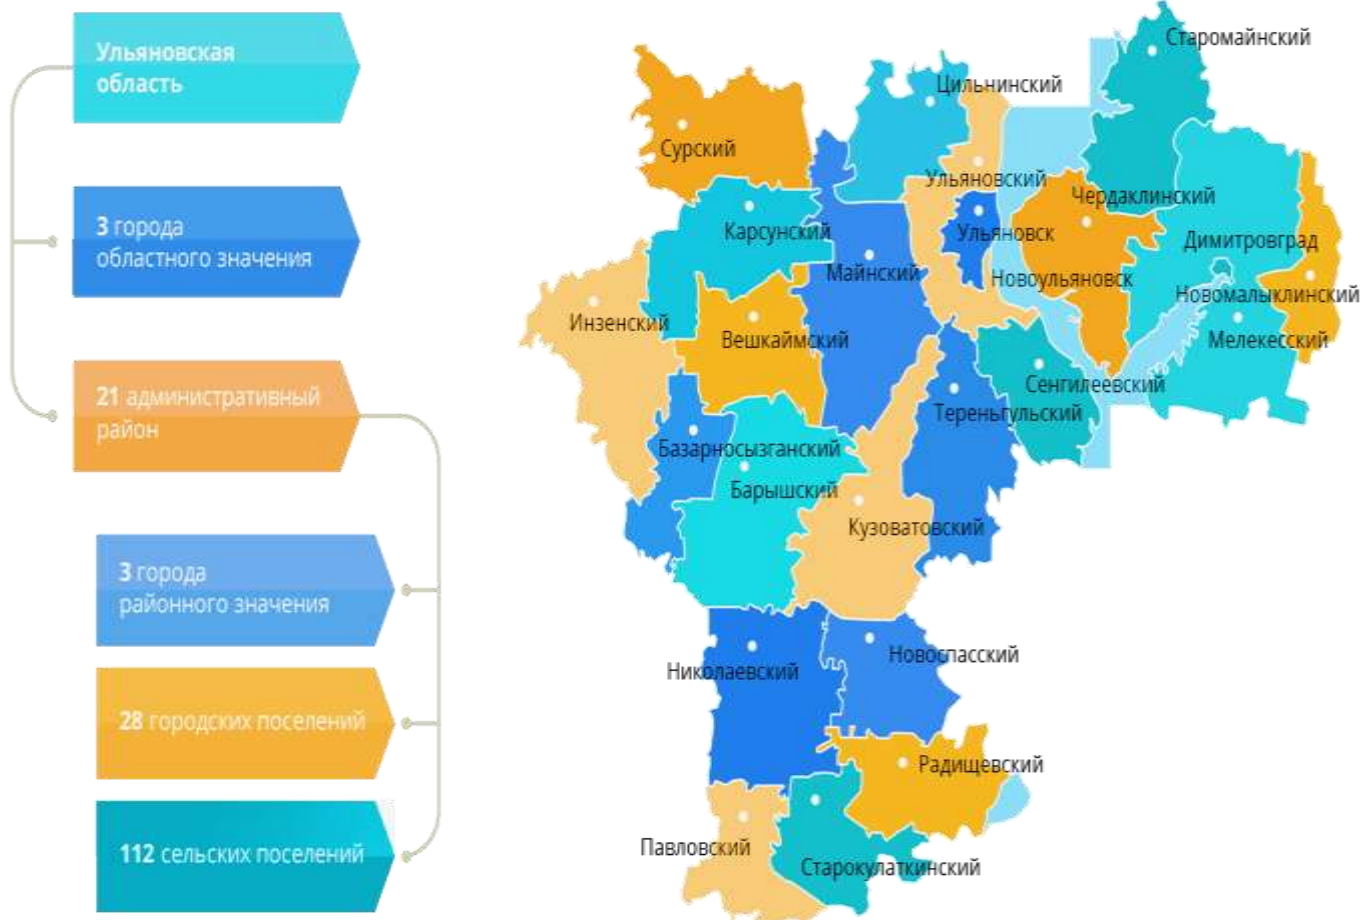 Ульяновская
область
3 города
областного значения
21 административный
район
3 города
районного значения
28 городских поселений
112 сельских поселений
Старомайнский
Цильнинский
Сурский
Ульяновский
Чердаклинский
Карсунский
Ульяновск
Димитровград
Майнский
Новоульяновск
Новомалыклинский
Инзенский
Вешкаймский
Мелекесский
Сенгилеевский
Тереньгульский
Базарносызганский
Барышский
Кузоватовский
Новоспасский
Николаевский
Радищевский
Павловский
Старокулаткинский